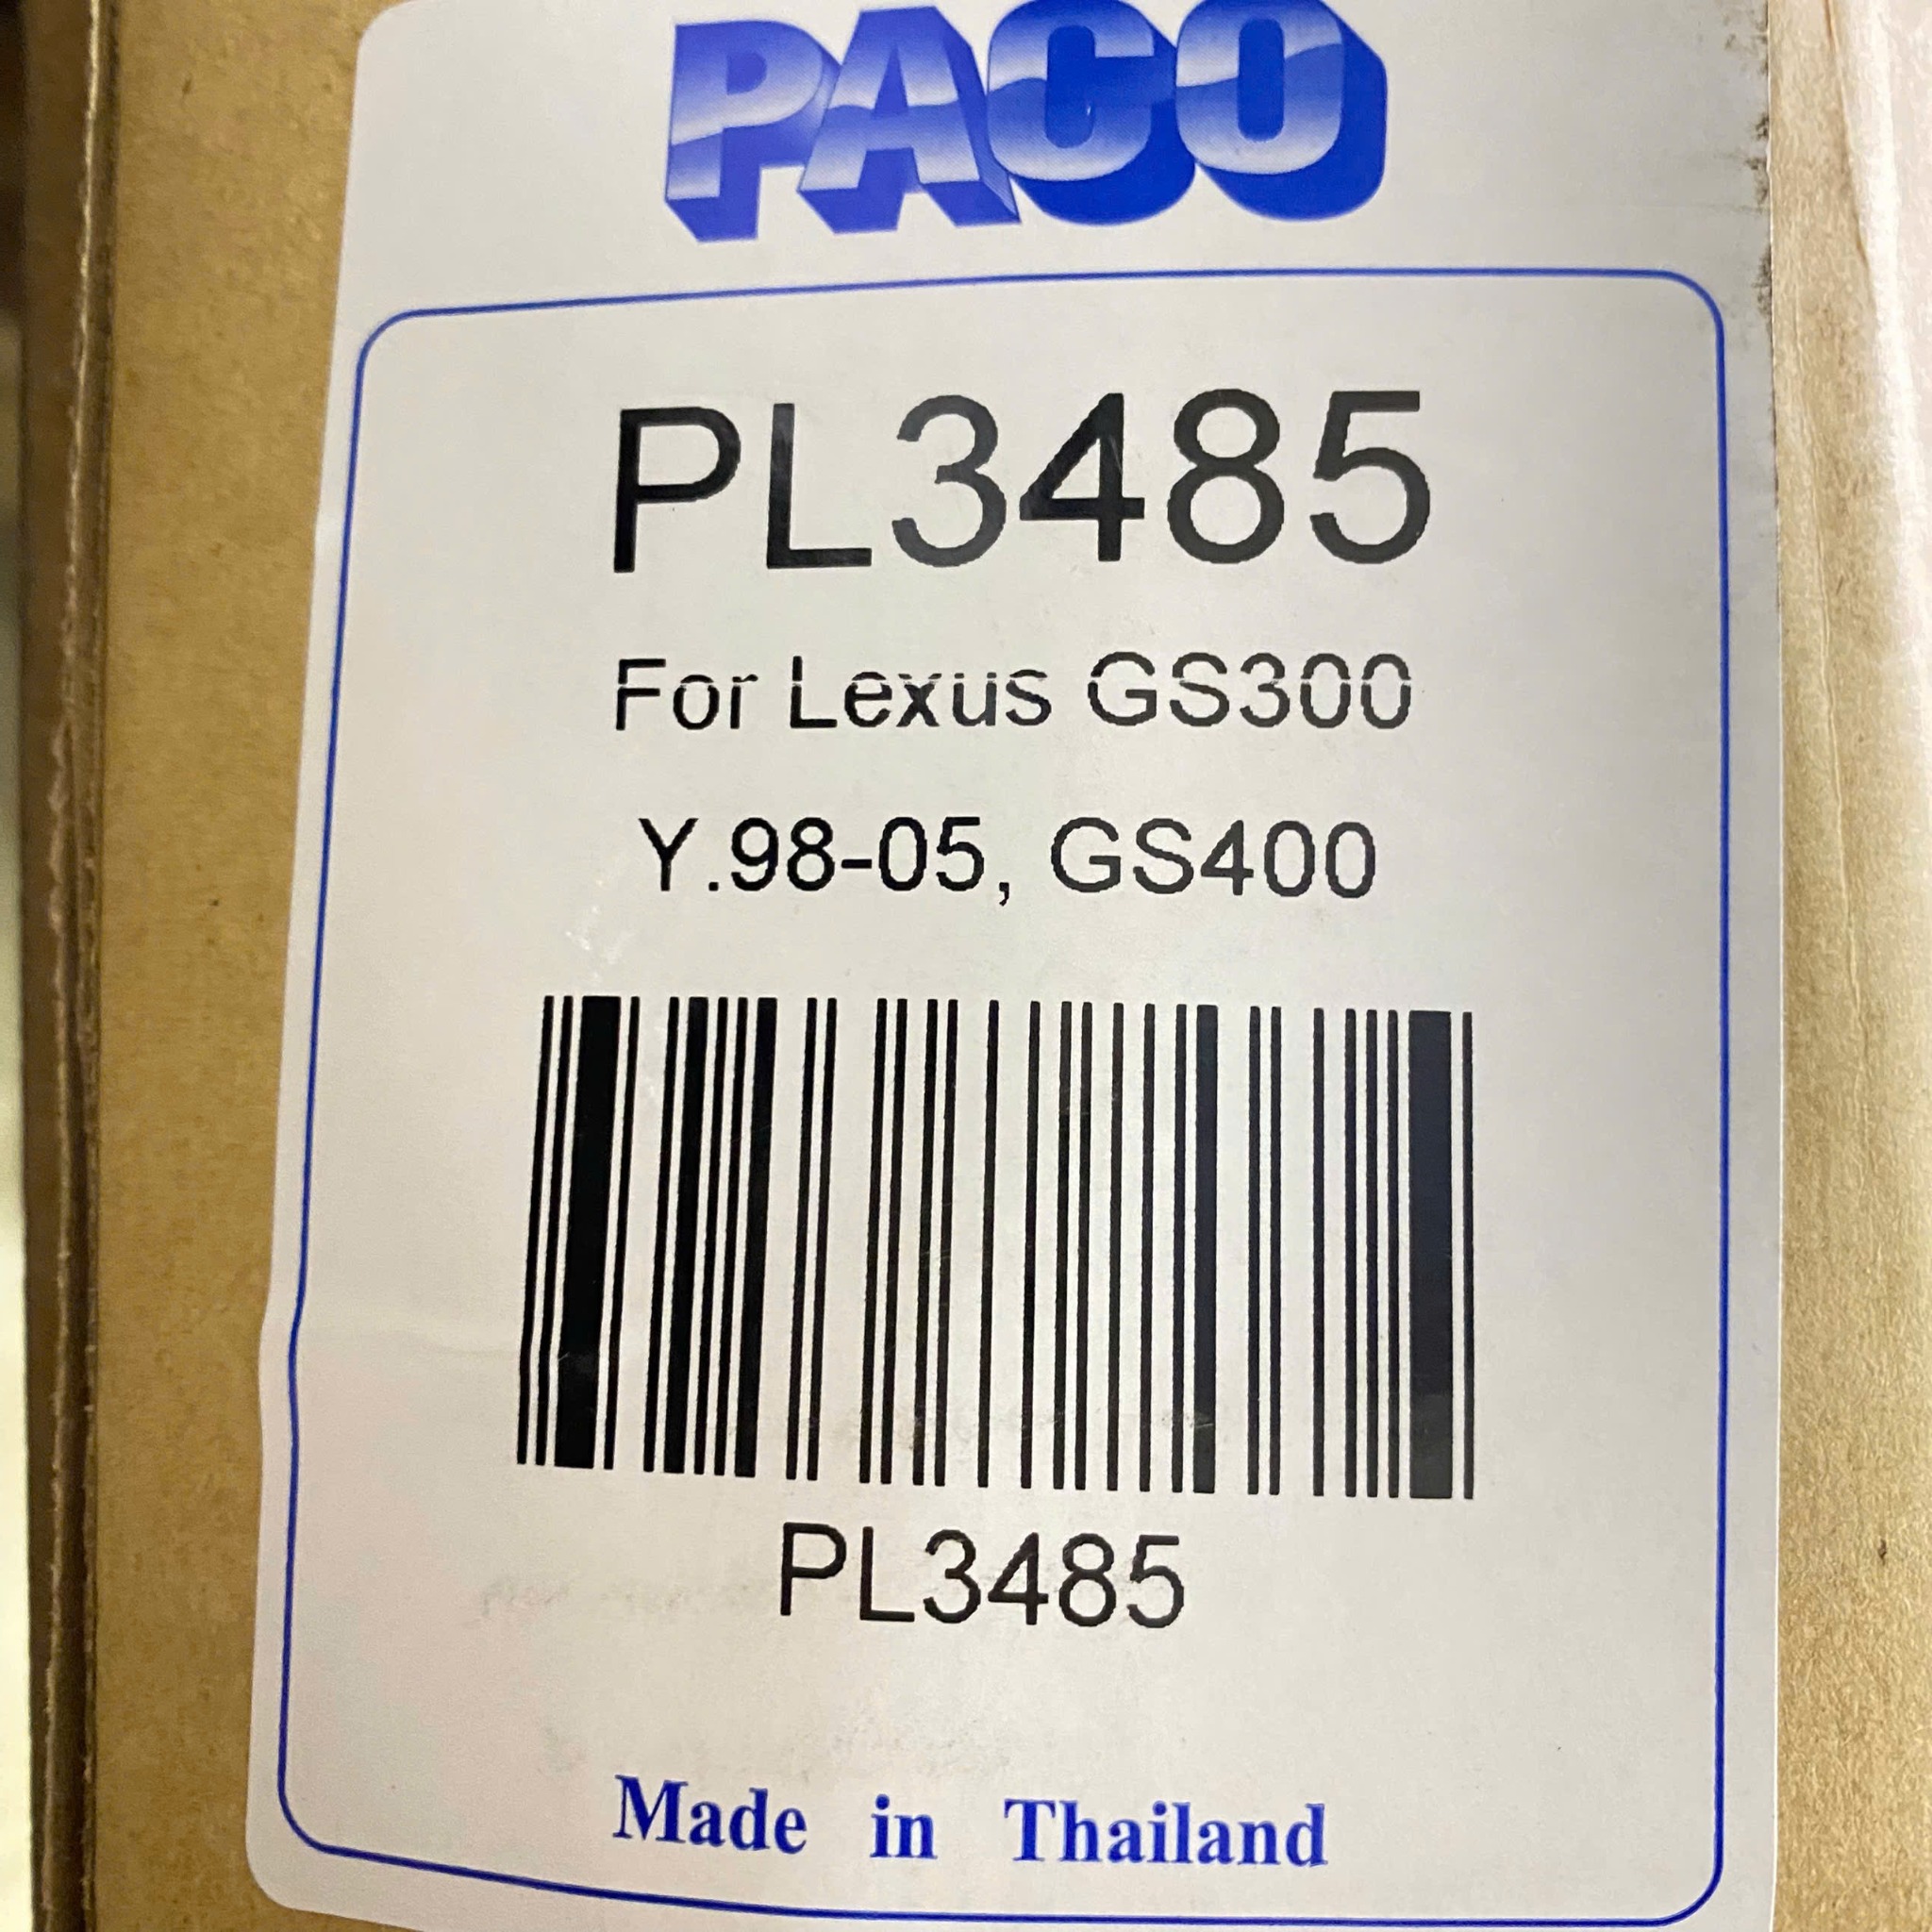 PACO
PL3485
For Lexus GS300
Y.98-05, GS400
PL3485
Made in Thailand